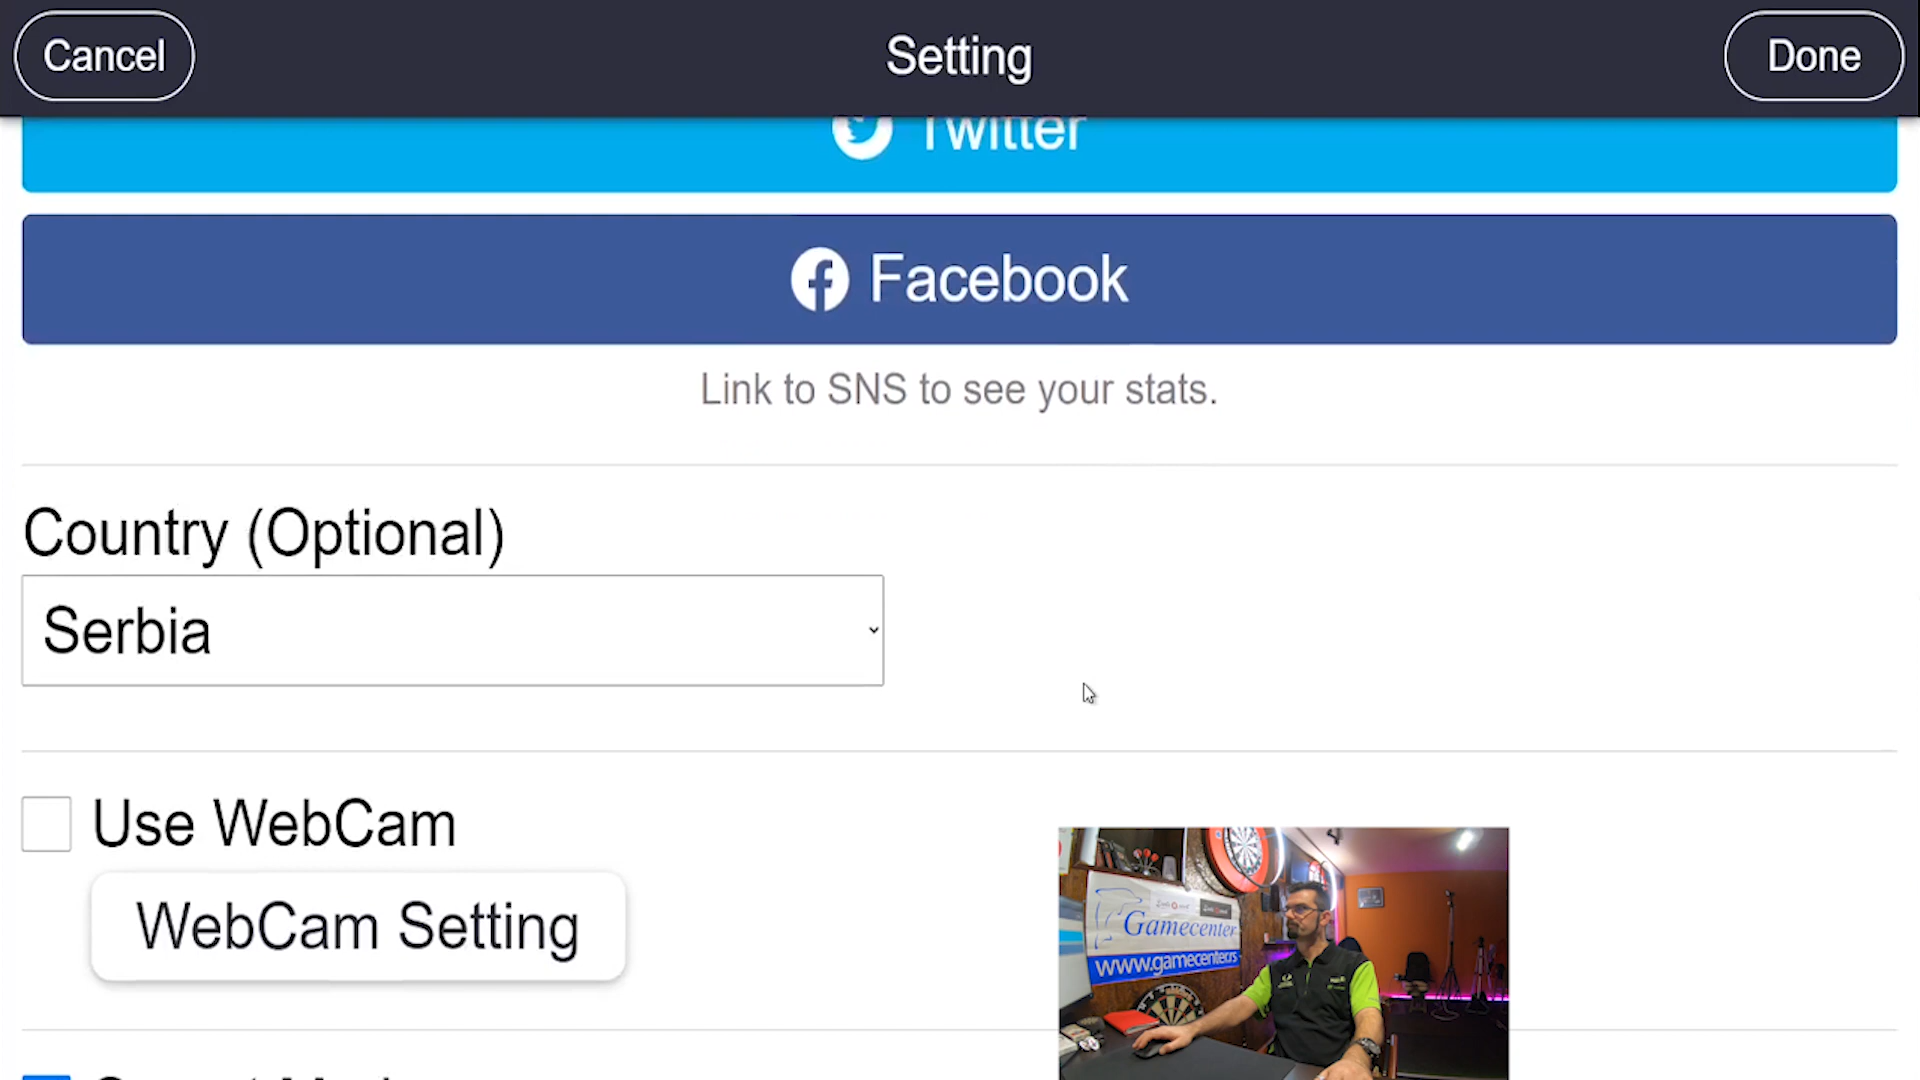 Cancel
Setting
Done
Twitter
Facebook
Link to SNS to see your stats.
Country (Optional)
Serbia
Use WebCam
WebCam Setting
Gamecenter
www.gamecenter.rs